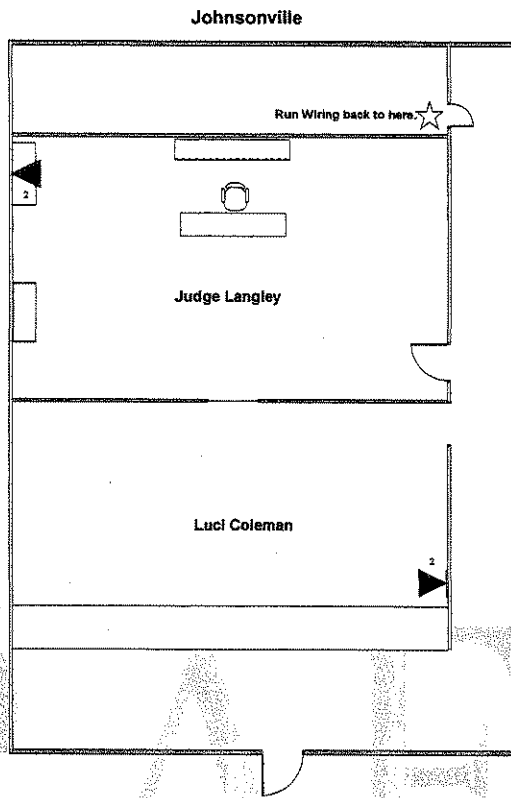 Johnsonville
Run Wiring back to here.
2
Judge Langley
Luci Coleman
2